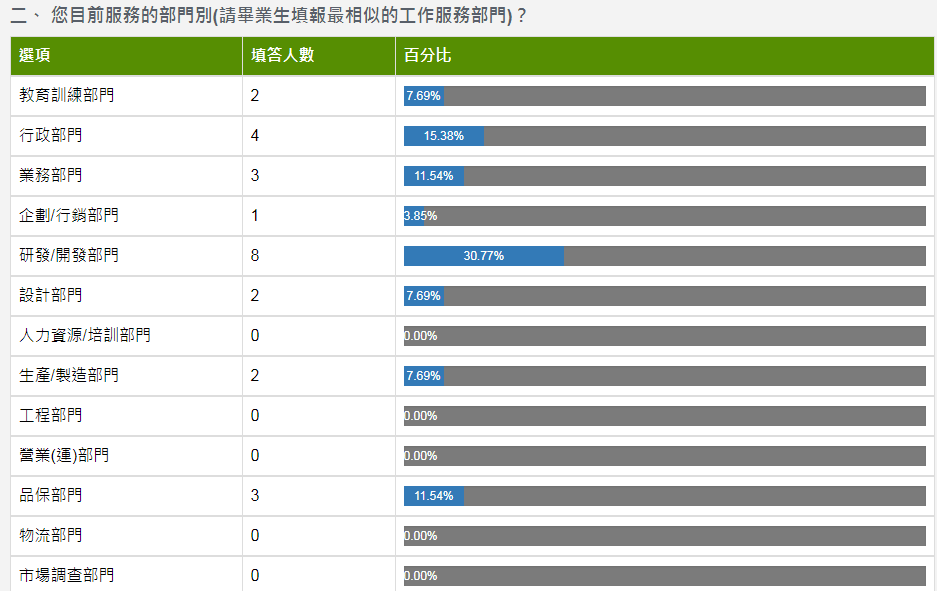 二、 您目前服務的部門別(請畢業生填報最相似的工作服務部門)？
選項 填答人數 百分比
教育訓練部門 2 7.69%
行政部門 4 15.38%
業務部門 3 11.54%
企劃/行銷部門 1 3.85%
研發/開發部門 8 30.77%
設計部門 2 7.69%
人力資源/培訓部門 0 0.00%
生產/製造部門 2 7.69%
工程部門 0 0.00%
營業(運)部門 0 0.00%
品保部門 3 11.54%
物流部門 0 0.00%
市場調查部門 0 0.00%